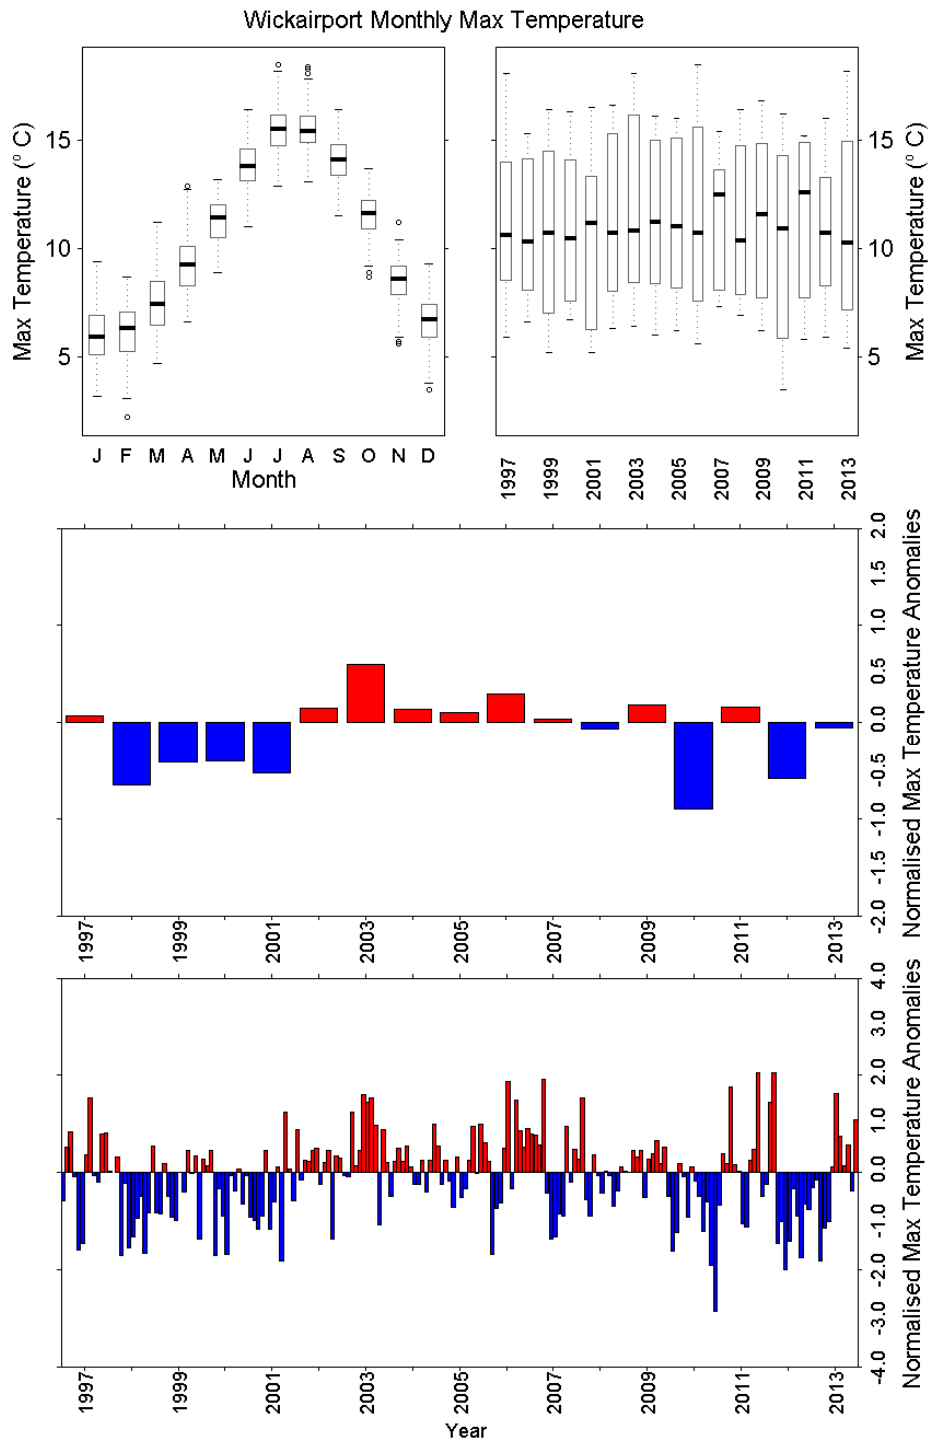 Wickairport Monthly Max Temperature
Max Temperature (° C)
15
10
5
J F M A M J J A S O N D
Month
15
10
5
Max Temperature (° C)
1997 1999 2001 2003 2005 2007 2009 2011 2013
2.0
1.5
1.0
0.5
0.0
-0.5
-1.0
-1.5
-2.0
Normalised Max Temperature Anomalies
1997 1999 2001 2003 2005 2007 2009 2011 2013
4.0
3.0
2.0
1.0
0.0
-1.0
-2.0
-3.0
-4.0
Normalised Max Temperature Anomalies
1997 1999 2001 2003 2005 2007 2009 2011 2013
Year